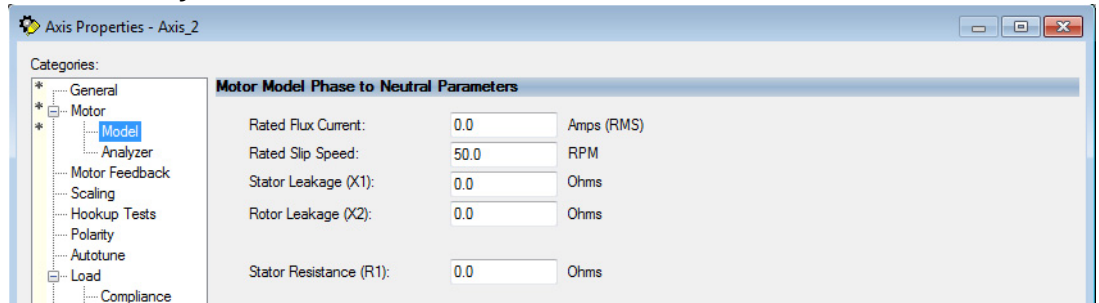 Axis Properties - Axis_2
Categories:
* General
* Motor
* Model
Analyzer
Motor Feedback
Scaling
Hookup Tests
Polarity
Autotune
Load
Compliance
Motor Model Phase to Neutral Parameters
Rated Flux Current: 0.0 Amps (RMS)
Rated Slip Speed: 50.0 RPM
Stator Leakage (X1): 0.0 Ohms
Rotor Leakage (X2): 0.0 Ohms
Stator Resistance (R1): 0.0 Ohms